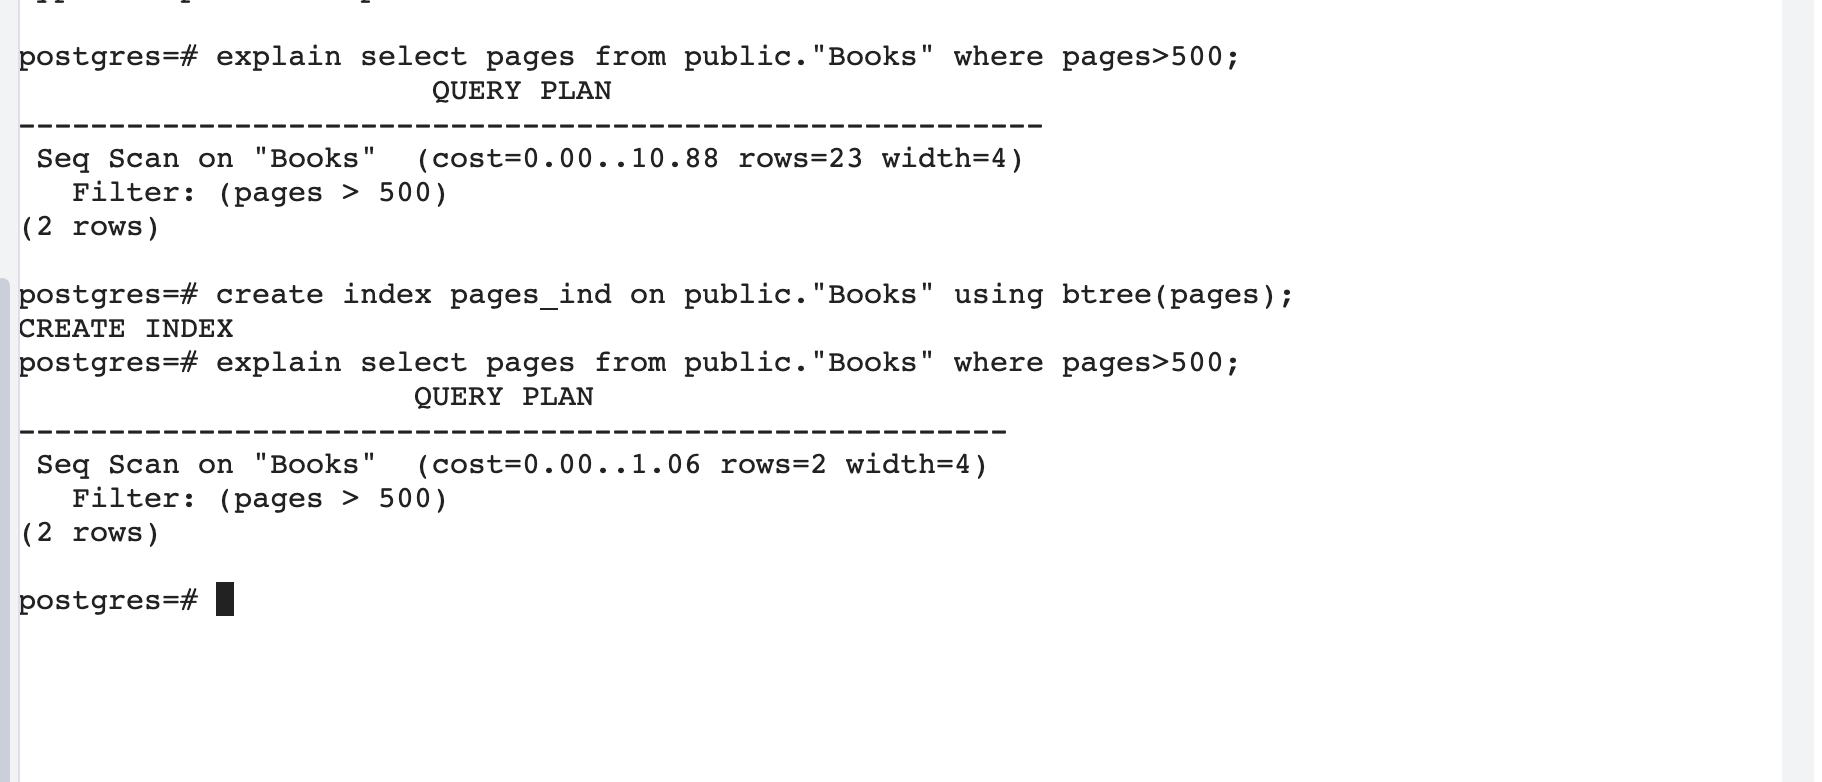 postgres=# explain select pages from public."Books" where pages>500;
QUERY PLAN
---------------------------------------------------------
Seq Scan on "Books"  (cost=0.00..10.88 rows=23 width=4)
Filter: (pages > 500)
(2 rows)
postgres=# create index pages_ind on public."Books" using btree(pages);
CREATE INDEX
postgres=# explain select pages from public."Books" where pages>500;
QUERY PLAN
-------------------------------------------------------
Seq Scan on "Books"  (cost=0.00..1.06 rows=2 width=4)
Filter: (pages > 500)
(2 rows)
postgres=#